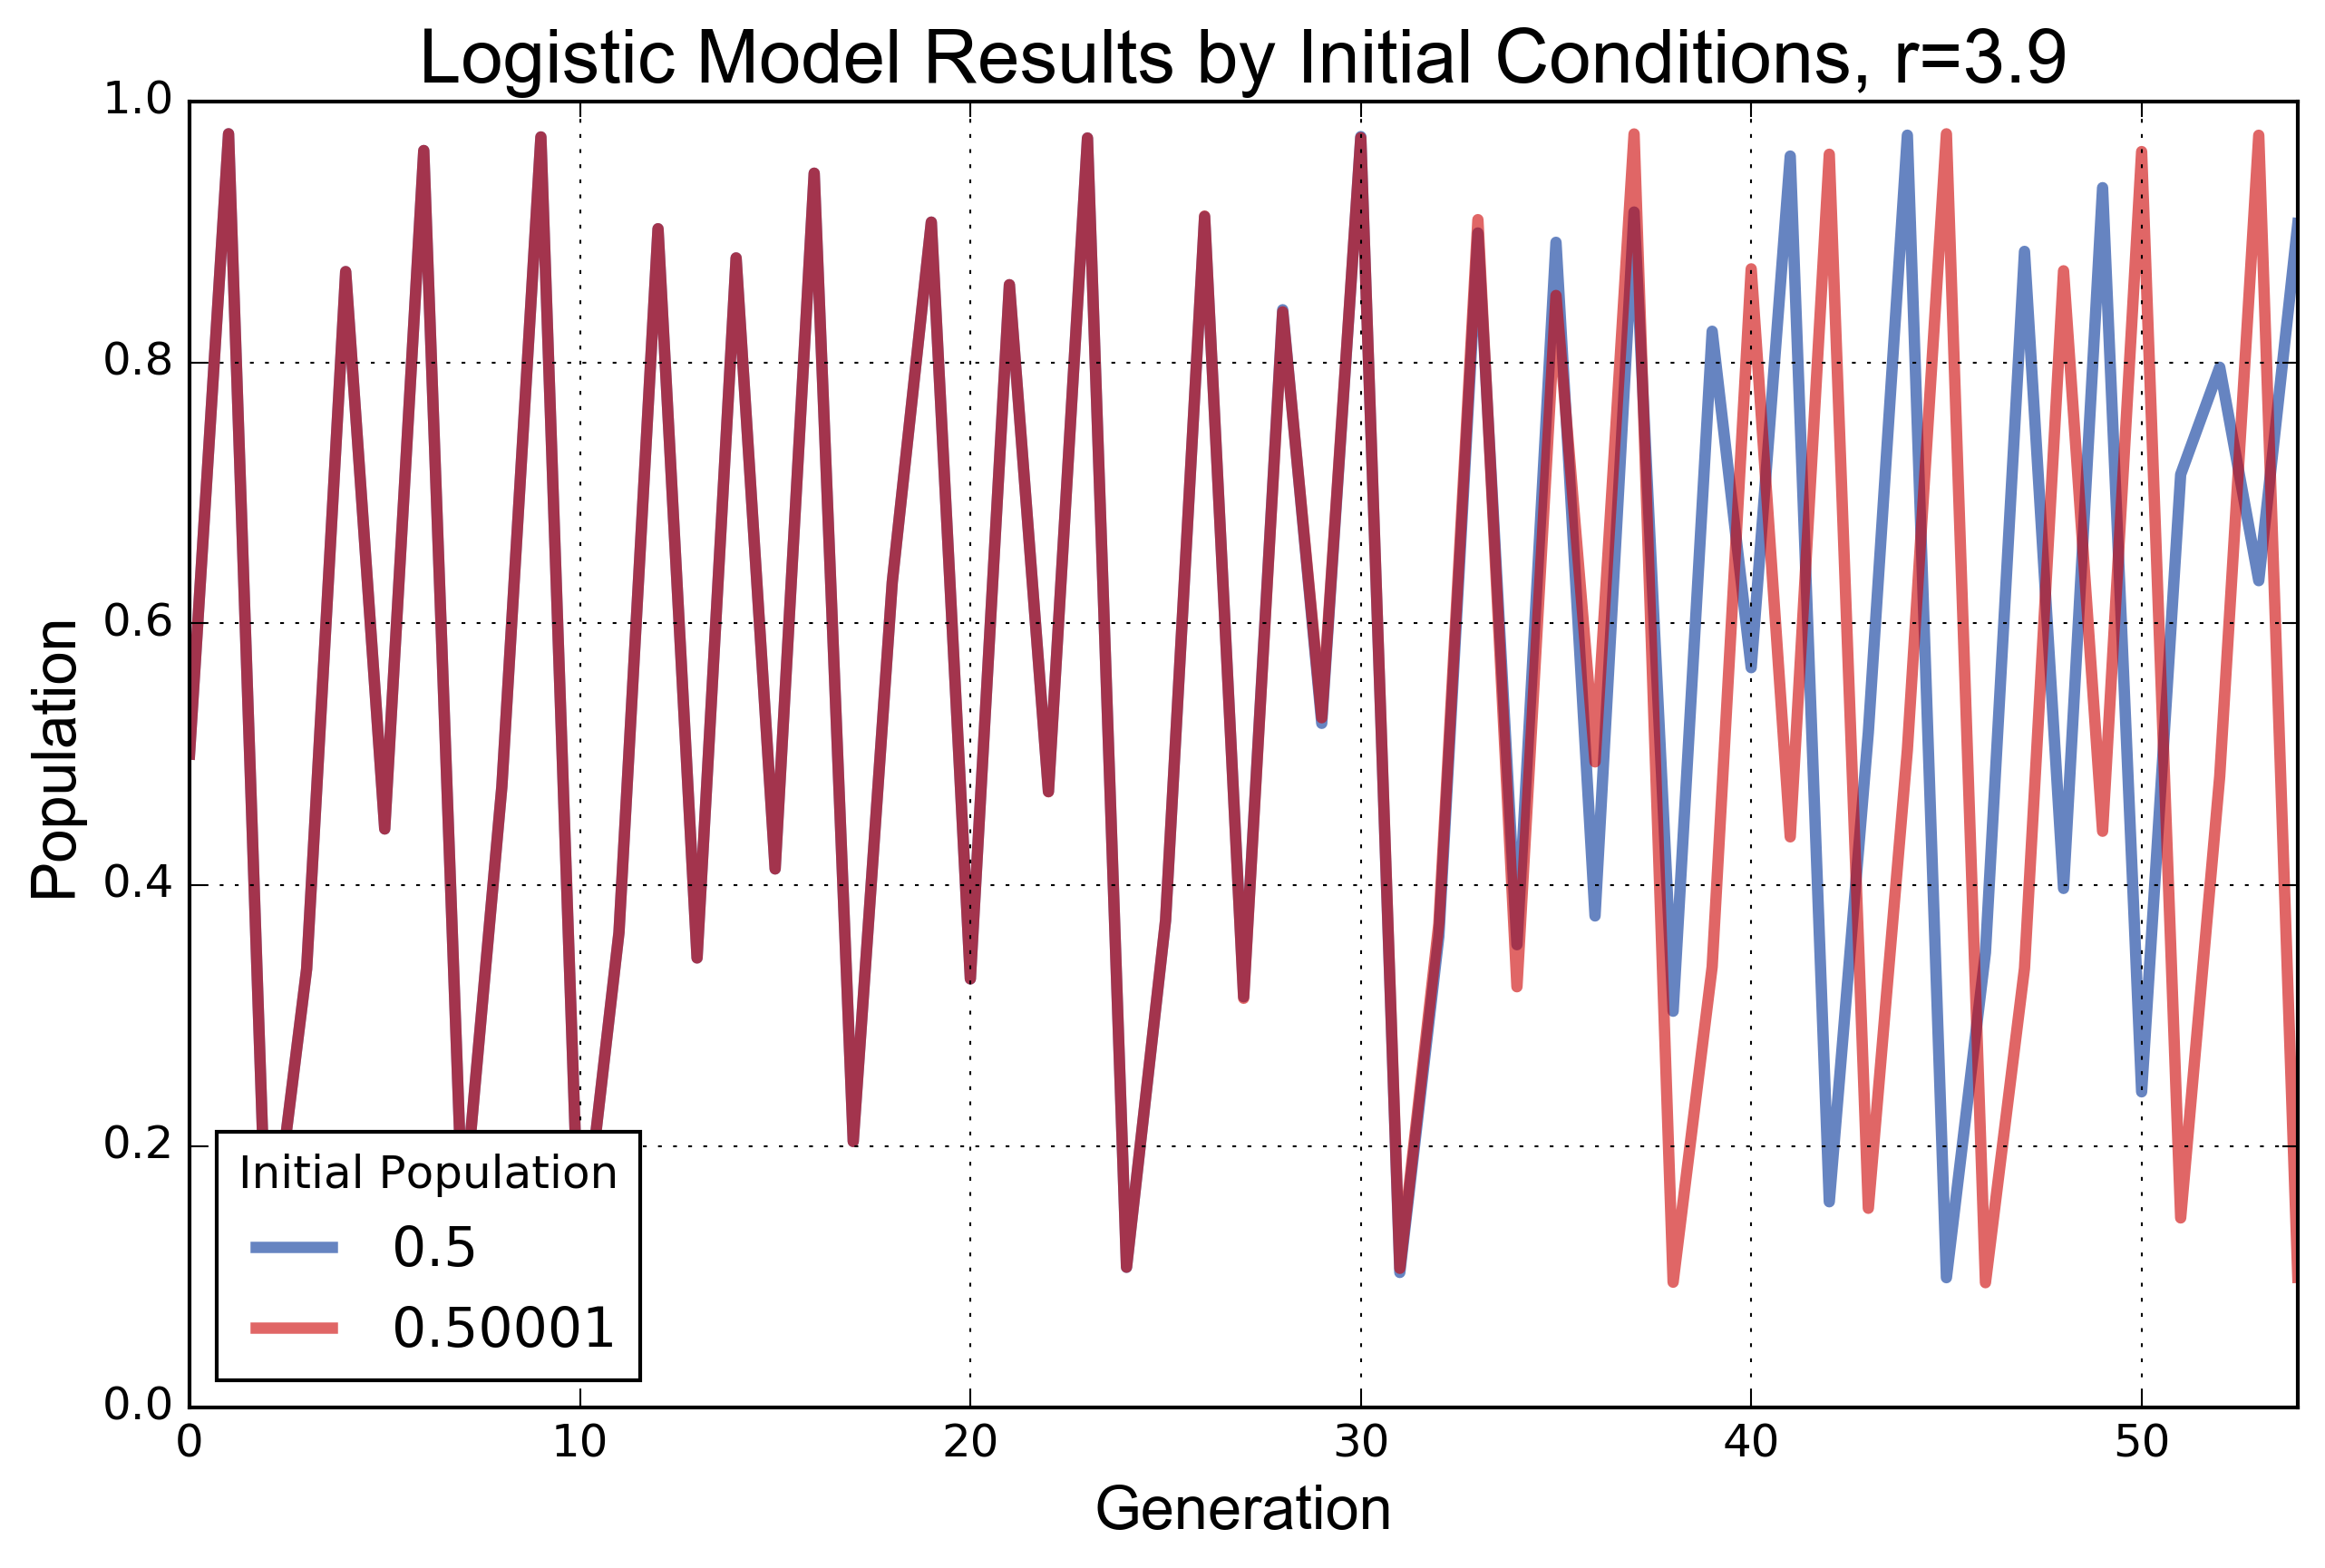 Logistic Model Results by Initial Conditions, r=3.9
1.0
0.8
0.6
0.4
0.2
0.0
Population
Initial Population
0.5
0.50001
0 10 20 30 40 50
Generation